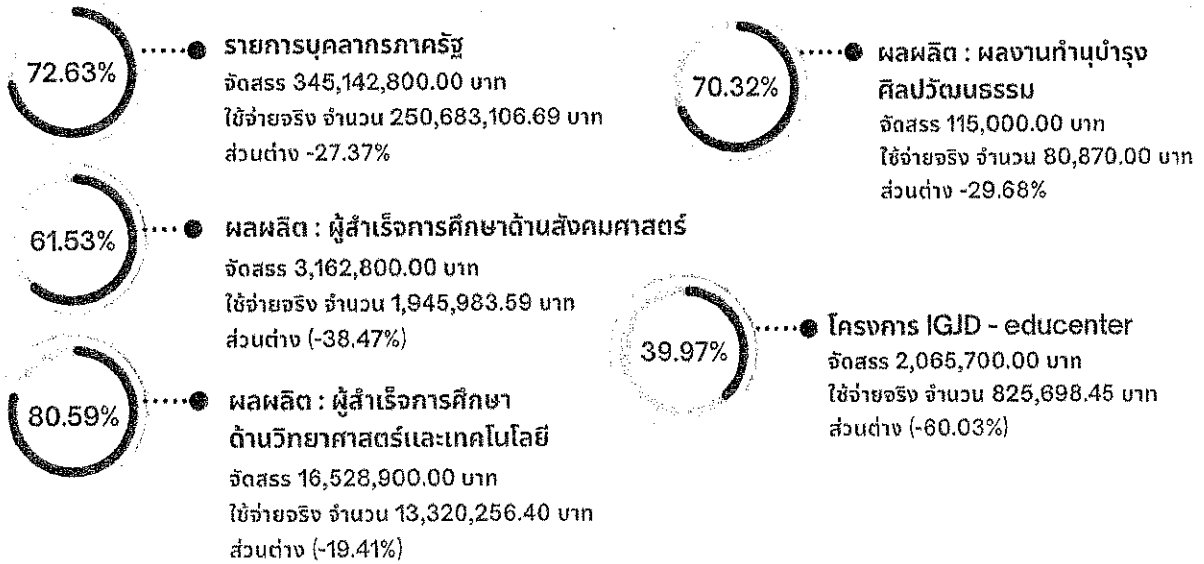 72.63%
รายการบุคลากรภาครัฐ
จัดสรร 345,142,800.00 บาท
ใช้จ่ายจริง จำนวน 250,683,106.69 บาท
ส่วนต่าง -27.37%
61.53%
ผลผลิต : ผู้สำเร็จการศึกษาด้านสังคมศาสตร์
จัดสรร 3,162,800.00 บาท
ใช้จ่ายจริง จำนวน 1,945,983.59 บาท
ส่วนต่าง (-38.47%)
80.59%
ผลผลิต : ผู้สำเร็จการศึกษา
ด้านวิทยาศาสตร์และเทคโนโลยี
จัดสรร 16,528,900.00 บาท
ใช้จ่ายจริง จำนวน 13,320,256.40 บาท
ส่วนต่าง (-19.41%)
70.32%
ผลผลิต : ผลงานทำนุบำรุง
ศิลปวัฒนธรรม
จัดสรร 115,000.00 บาท
ใช้จ่ายจริง จำนวน 80,870.00 บาท
ส่วนต่าง -29.68%
39.97%
โครงการ IGJD - educenter
จัดสรร 2,065,700.00 บาท
ใช้จ่ายจริง จำนวน 825,698.45 บาท
ส่วนต่าง (-60.03%)